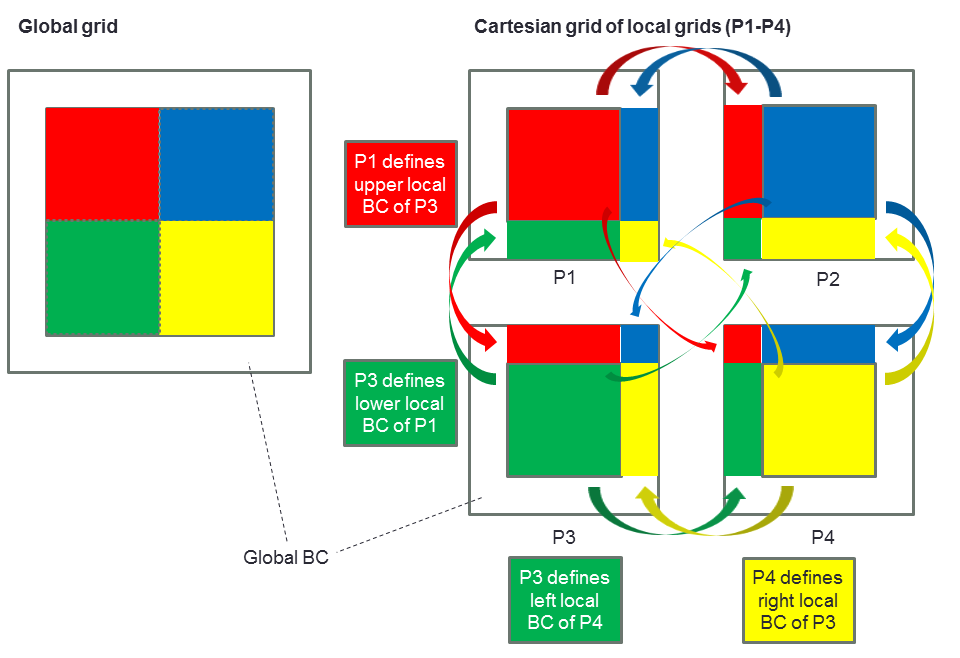 Global grid
Cartesian grid of local grids (P1-P4)
P1 defines
upper local
BC of P3
P1
P2
P3 defines
lower local
BC of P1
Global BC
P3
P4
P3 defines
left local
BC of P4
P4 defines
right local
BC of P3